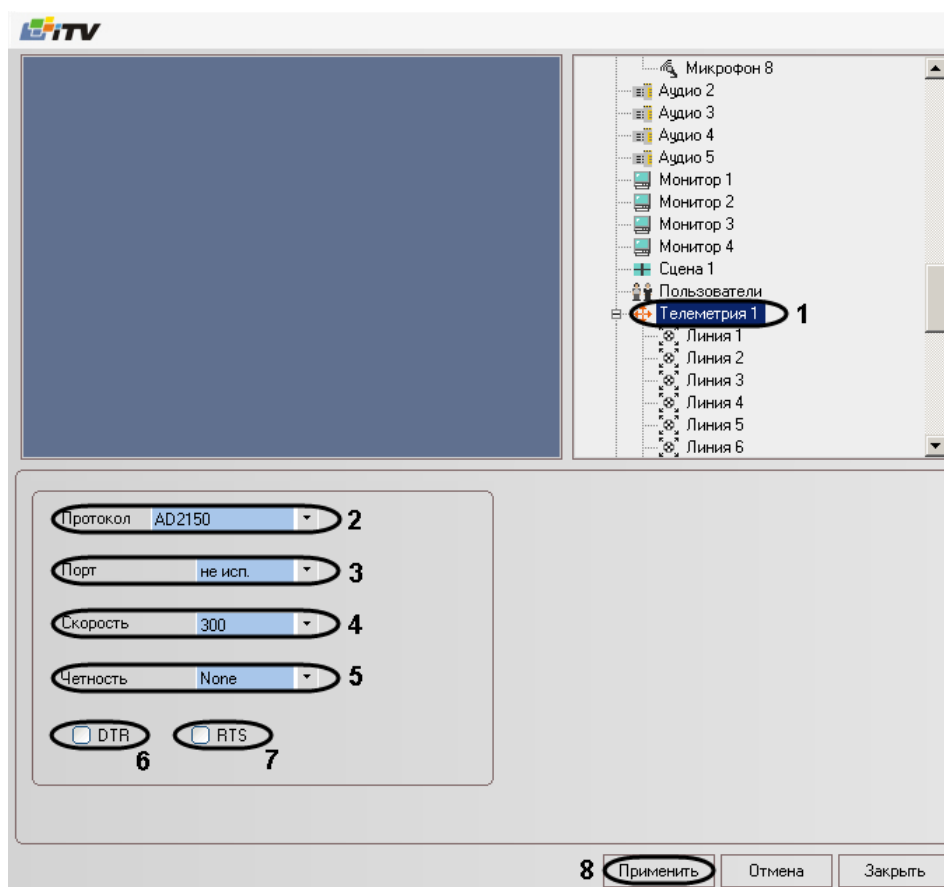 iTV
Микрофон 8
Аудио 2
Аудио 3
Аудио 4
Аудио 5
Монитор 1
Монитор 2
Монитор 3
Монитор 4
Сцена 1
Пользователи
Телеметрия 1 1
Линия 1
Линия 2
Линия 3
Линия 4
Линия 5
Линия 6
Протокол AD2150 2
Порт не исп. 3
Скорость 300 4
Четность None 5
DTR RTS
6 7
8 Применить Отмена Закрыть